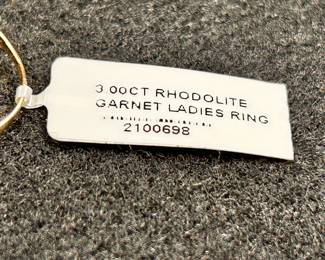 3.00CT RHODOLITE
GARNET LADIES RING
2100698